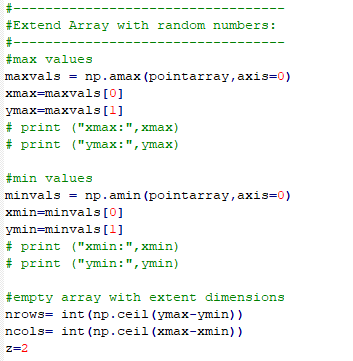 #----------------------------------
#Extend Array with random numbers:
#----------------------------------
#max values
maxvals = np.amax(pointarray,axis=0)
xmax=maxvals[0]
ymax=maxvals[1]
# print ("xmax:",xmax)
# print ("ymax:",ymax)

#min values
minvals = np.amin(pointarray,axis=0)
xmin=minvals[0]
ymin=minvals[1]
# print ("xmin:",xmin)
# print ("ymin:",ymin)

#empty array with extent dimensions
nrows= int(np.ceil(ymax-ymin))
ncols= int(np.ceil(xmax-xmin))
z=2